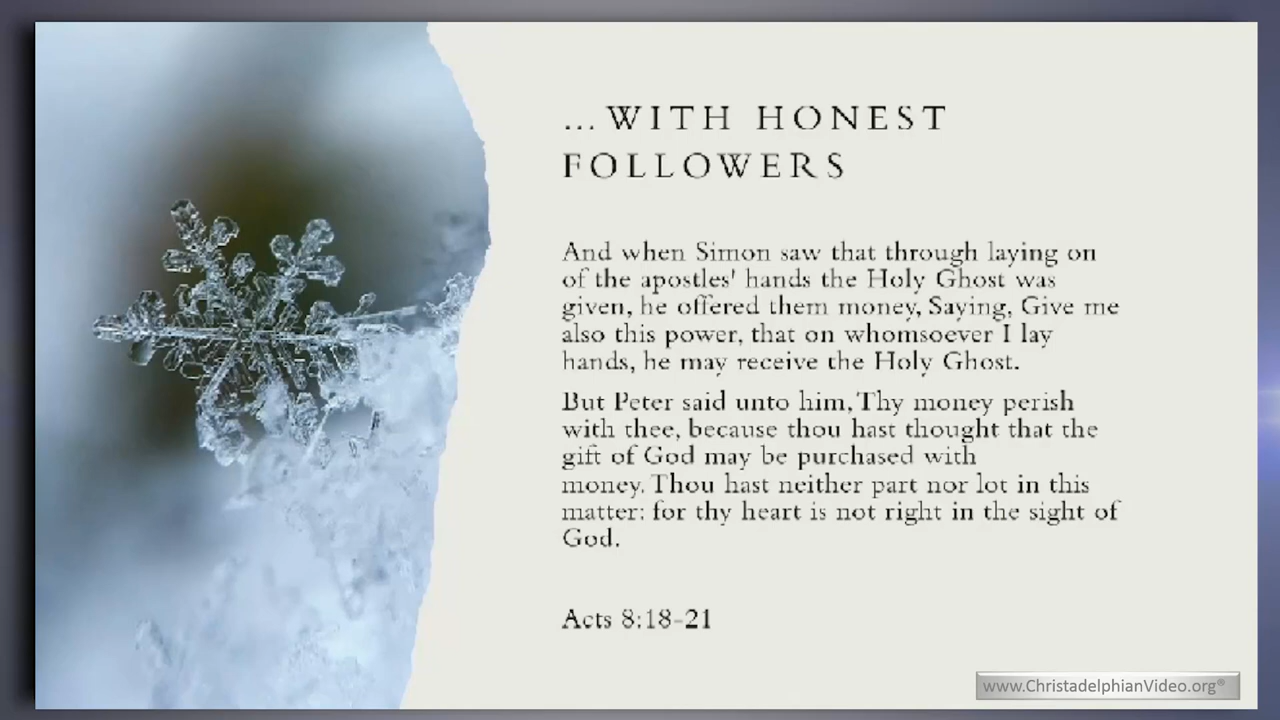 ...WITH HONEST
FOLLOWERS
And when Simon saw that through laying on
of the apostles' hands the Holy Ghost was
given, he offered them money, Saying, Give me
also this power, that on whomsoever I lay
hands, he may receive the Holy Ghost.
But Peter said unto him, Thy money perish
with thee, because thou hast thought that the
gift of God may be purchased with
money. Thou hast neither part nor lot in this
matter: for thy heart is not right in the sight of
God.
Acts 8:18-21
www.ChristadelphianVideo.org®